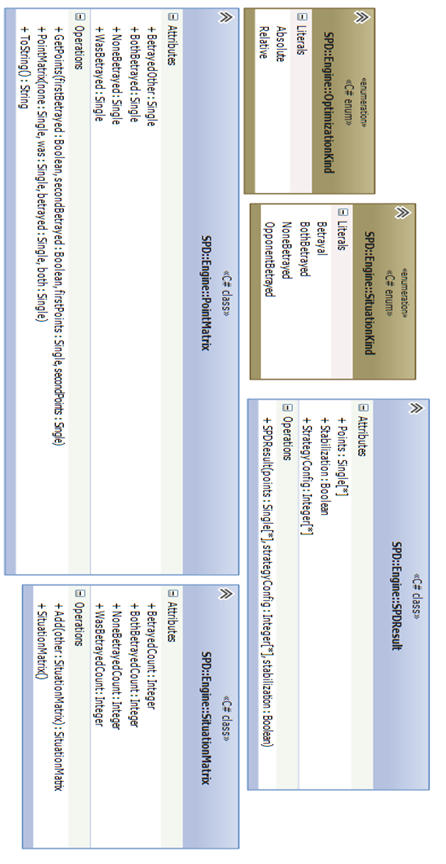 «enumeration»
«C# enum»
SPD::Engine::OptimizationKind
Literals
Absolute
Relative
«enumeration»
«C# enum»
SPD::Engine::SituationKind
Literals
Betrayal
BothBetrayed
NoneBetrayed
OpponentBetrayed
«C# class»
SPD::Engine::SPDResult
Attributes
+ Points : Single[*]
+ Stabilization : Boolean
+ StrategyConfig : Integer[*]
Operations
+ SPDResult(points : Single[*], strategyConfig : Integer[*], stabilization : Boolean)
«C# class»
SPD::Engine::PointMatrix
Attributes
+ BetrayedOther : Single
+ BothBetrayed : Single
+ NoneBetrayed : Single
+ WasBetrayed : Single
Operations
+ GetPoints(firstBetrayed : Boolean, secondBetrayed : Boolean, firstPoints : Single, secondPoints : Single)
+ PointMatrix(none : Single, was : Single, betrayed : Single, both : Single)
+ ToString() : String
«C# class»
SPD::Engine::SituationMatrix
Attributes
+ BetrayedCount : Integer
+ BothBetrayedCount : Integer
+ NoneBetrayedCount : Integer
+ WasBetrayedCount : Integer
Operations
+ Add(other : SituationMatrix) : SituationMatix
+ SituationMatrix()